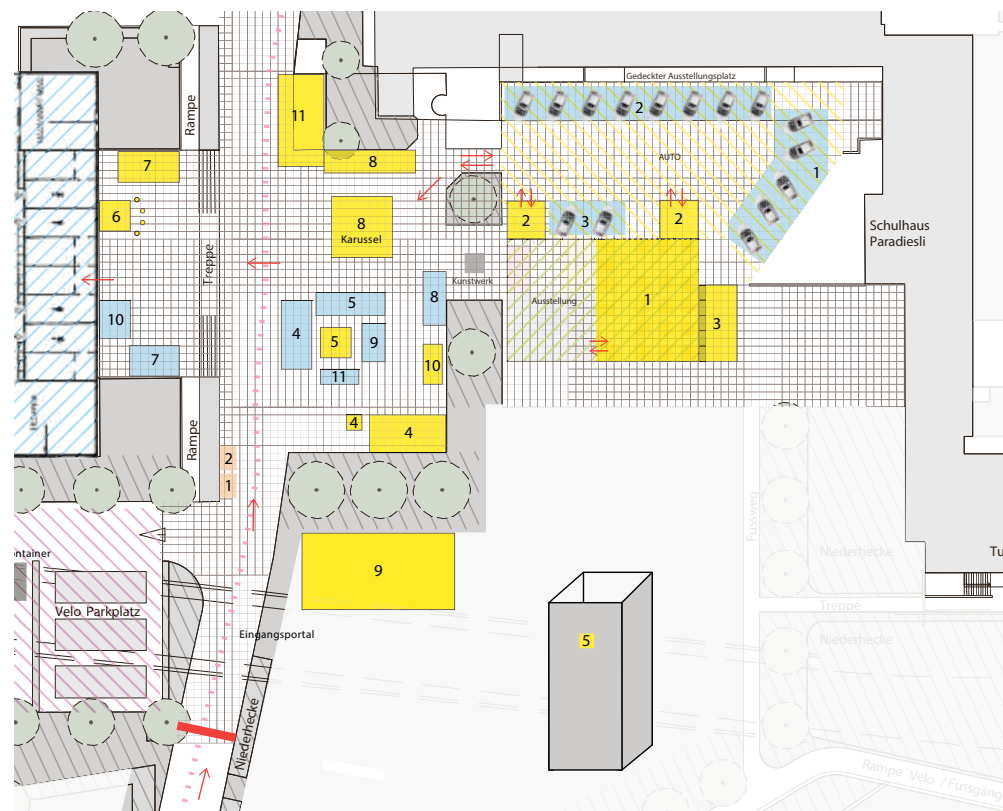 Gedeckter Ausstellungsplatz
Rampe
11
2
7
8
AUTO
1
6
8
Karussel
2
3
2
Schulhaus
Paradiesli
Treppe
Kunstwerk
10
4
5
8
Ausstellung
1
3
5
9
7
11
10
4
4
Rampe
2
1
Fussweg
Niederhecke
ontainer
9
Tu
Velo Parkplatz
Treppe
Eingangsportal
5
Niederhecke
Niederhecke
Rampe Velo / Fussgäng